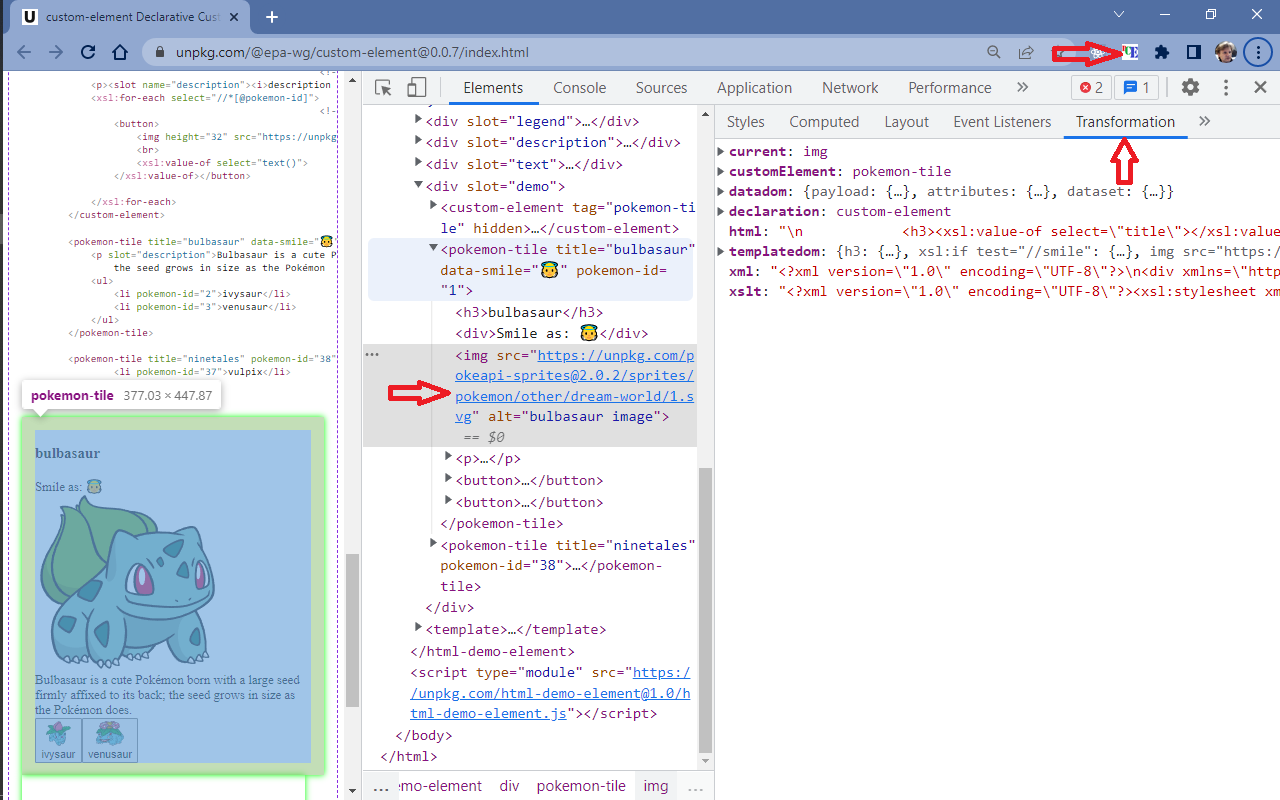 custom-element Declarative Cus
unpkg.com/@epa-wg/custom-element@0.0.7/index.html
<!-
<p><slot name="description"><i>description
<xsl:for-each select="//*[@pokemon-id]">
<!-
<button>
<img height="32" src="https://unpkg
<br>
<xsl:value-of select="text()">
</xsl:value-of></button>
</xsl:for-each>
</custom-element>
<pokemon-tile title="bulbasaur" data-smile="😇
<p slot="description">Bulbasaur is a cute P
the seed grows in size as the Pokémon
<ul>
<li pokemon-id="2">ivysaur</li>
<li pokemon-id="3">venusaur</li>
</ul>
</pokemon-tile>
<pokemon-tile title="ninetales" pokemon-id="38"
<li pokemon-id="37">vulpix</li>
pokemon-tile 377.03 × 447.87
bulbasaur
Smile as: 😇
Bulbasaur is a cute Pokémon born with a large seed
firmly affixed to its back; the seed grows in size as
the Pokémon does.
ivysaur venusaur
Elements Console Sources Application Network Performance » 2 1
<div slot="legend">…</div>
<div slot="description">…</div>
<div slot="text">…</div>
<div slot="demo">
<custom-element tag="pokemon-ti
le" hidden>…</custom-element>
<pokemon-tile title="bulbasaur"
data-smile="😇" pokemon-id=
"1">
<h3>bulbasaur</h3>
<div>Smile as: 😇</div>
<img src="https://unpkg.com/p
okeapi-sprites@2.0.2/sprites/
pokemon/other/dream-world/1.s
vg" alt="bulbasaur image">
== $0
<p>…</p>
<button>…</button>
<button>…</button>
</pokemon-tile>
<pokemon-tile title="ninetales"
pokemon-id="38">…</pokemon-
tile>
</div>
<template>…</template>
</html-demo-element>
<script type="module" src="https:/
/unpkg.com/html-demo-element@1.0/h
tml-demo-element.js"></script>
</body>
</html>
… emo-element div pokemon-tile img …
Styles Computed Layout Event Listeners Transformation »
current: img
customElement: pokemon-tile
datadom: {payload: {…}, attributes: {…}, dataset: {…}}
declaration: custom-element
html: "\n <h3><xsl:value-of select=\"title\"></xsl:va
templatedom: {h3: {…}, xsl:if test="//smile": {…}, img src="https:/
xml: "<?xml version=\"1.0\" encoding=\"UTF-8\"?>\n<div xmlns=\"http
xslt: "<?xml version=\"1.0\" encoding=\"UTF-8\"?><xsl:stylesheet xm